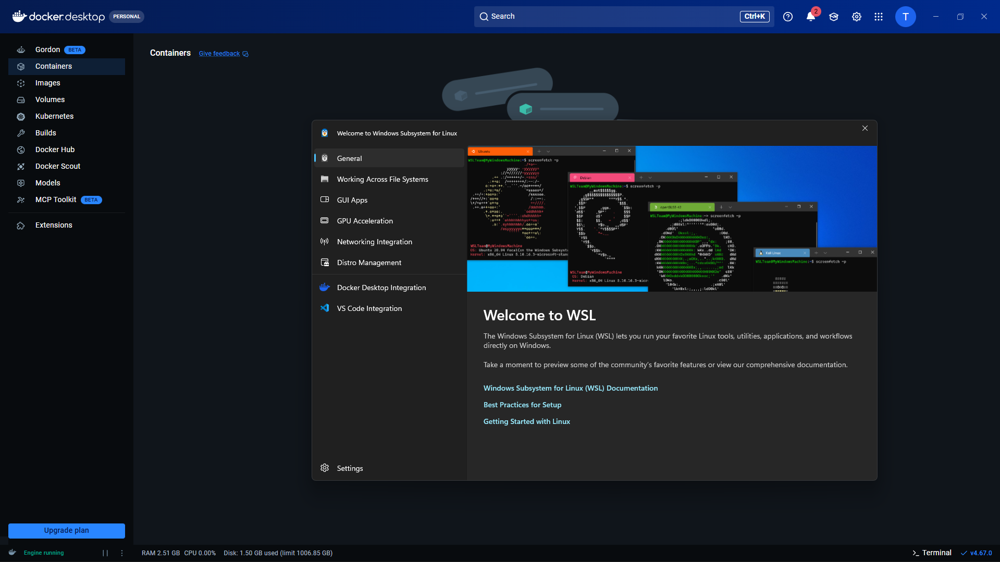 docker.desktop PERSONAL
Search
Ctrl+K
2
T
Gordon BETA
Containers
Images
Volumes
Kubernetes
Builds
Docker Hub
Docker Scout
Models
MCP Toolkit BETA
Extensions
Upgrade plan
Containers Give feedback
Welcome to Windows Subsystem for Linux
General
Working Across File Systems
GUI Apps
GPU Acceleration
Networking Integration
Distro Management
Docker Desktop Integration
VS Code Integration
Settings
Ubuntu
WSLTeam@MyWindowsMachine:~$ screenfetch -p
WSLTeam@MyWindowsMachine
OS: Ubuntu 20.04 focal(on the Windows Subsyst
Kernel: x86_64 Linux 5.10.16.3-microsoft-stan
Debian
WSLTeam@MyWindowsMachine:~$ screenfetch -p
WSLTeam@MyWindowsMachine
OS: Debian
Kernel: x86_64 Linux 5.10.16.3-micr
openSUSE-42
WSLTeam@MyWindowsMachine:~> screenfetch -p
Kali Linux
WSLTeam@MyWindowsMachine:~$ screenfetch -p
Welcome to WSL
The Windows Subsystem for Linux (WSL) lets you run your favorite Linux tools, utilities, applications, and workflows
directly on Windows.
Take a moment to preview some of the community's favorite features or view our comprehensive documentation.
Windows Subsystem for Linux (WSL) Documentation
Best Practices for Setup
Getting Started with Linux
Engine running
RAM 2.51 GB CPU 0.00% Disk: 1.50 GB used (limit 1006.85 GB)
Terminal
v4.67.0